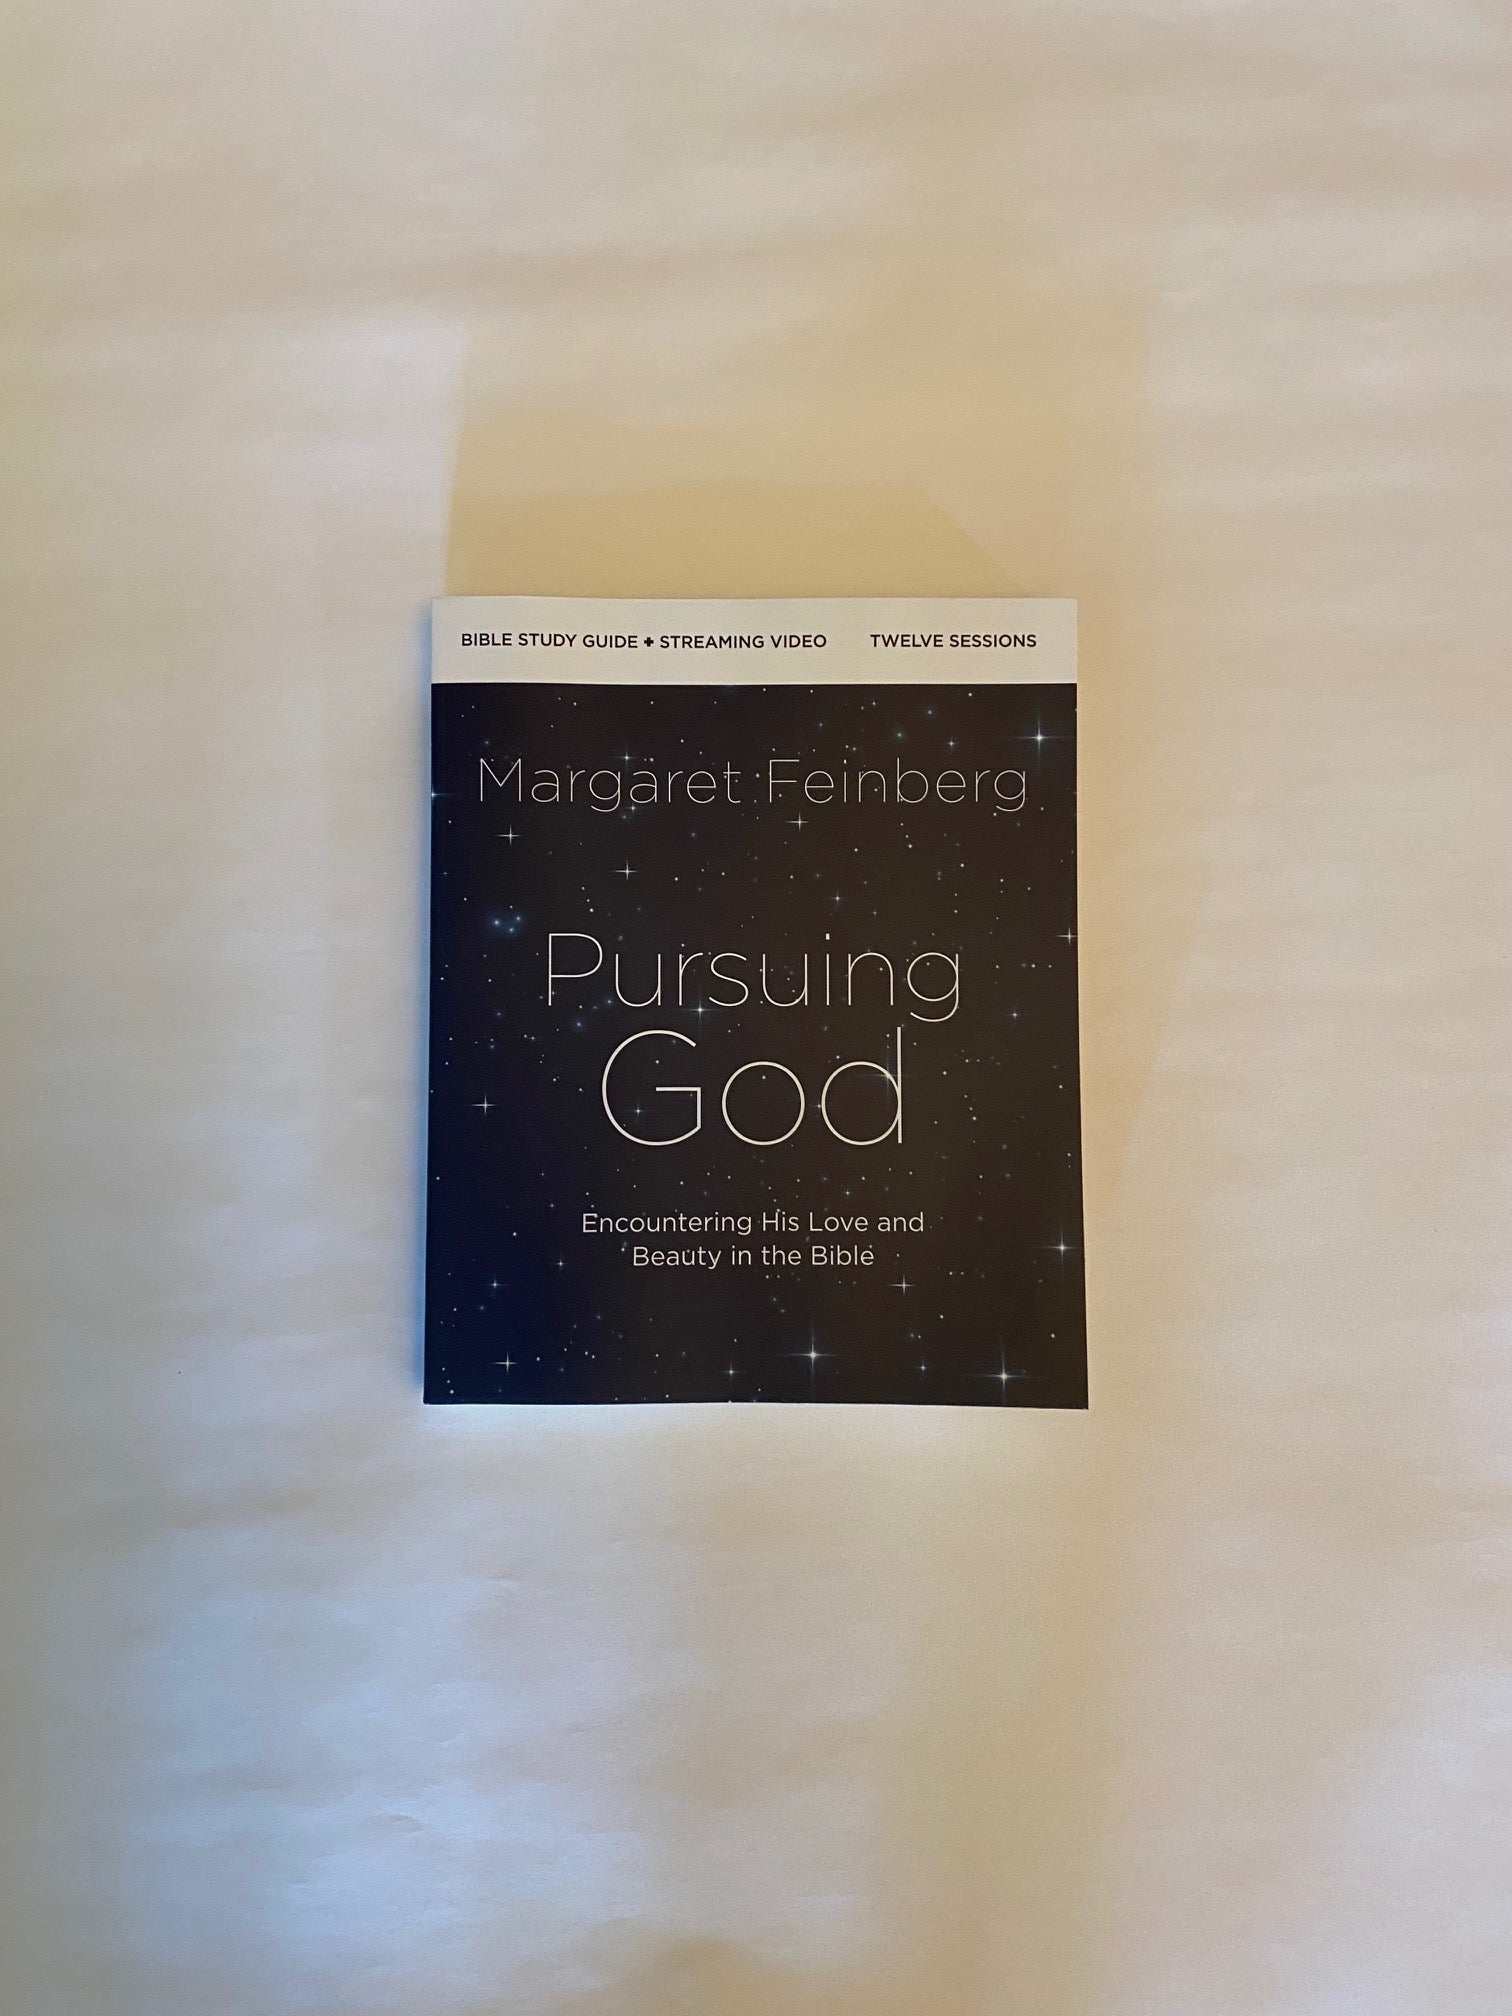 BIBLE STUDY GUIDE + STREAMING VIDEO TWELVE SESSIONS
Margaret Feinberg
Pursuing
God
Encountering His Love and
Beauty in the Bible